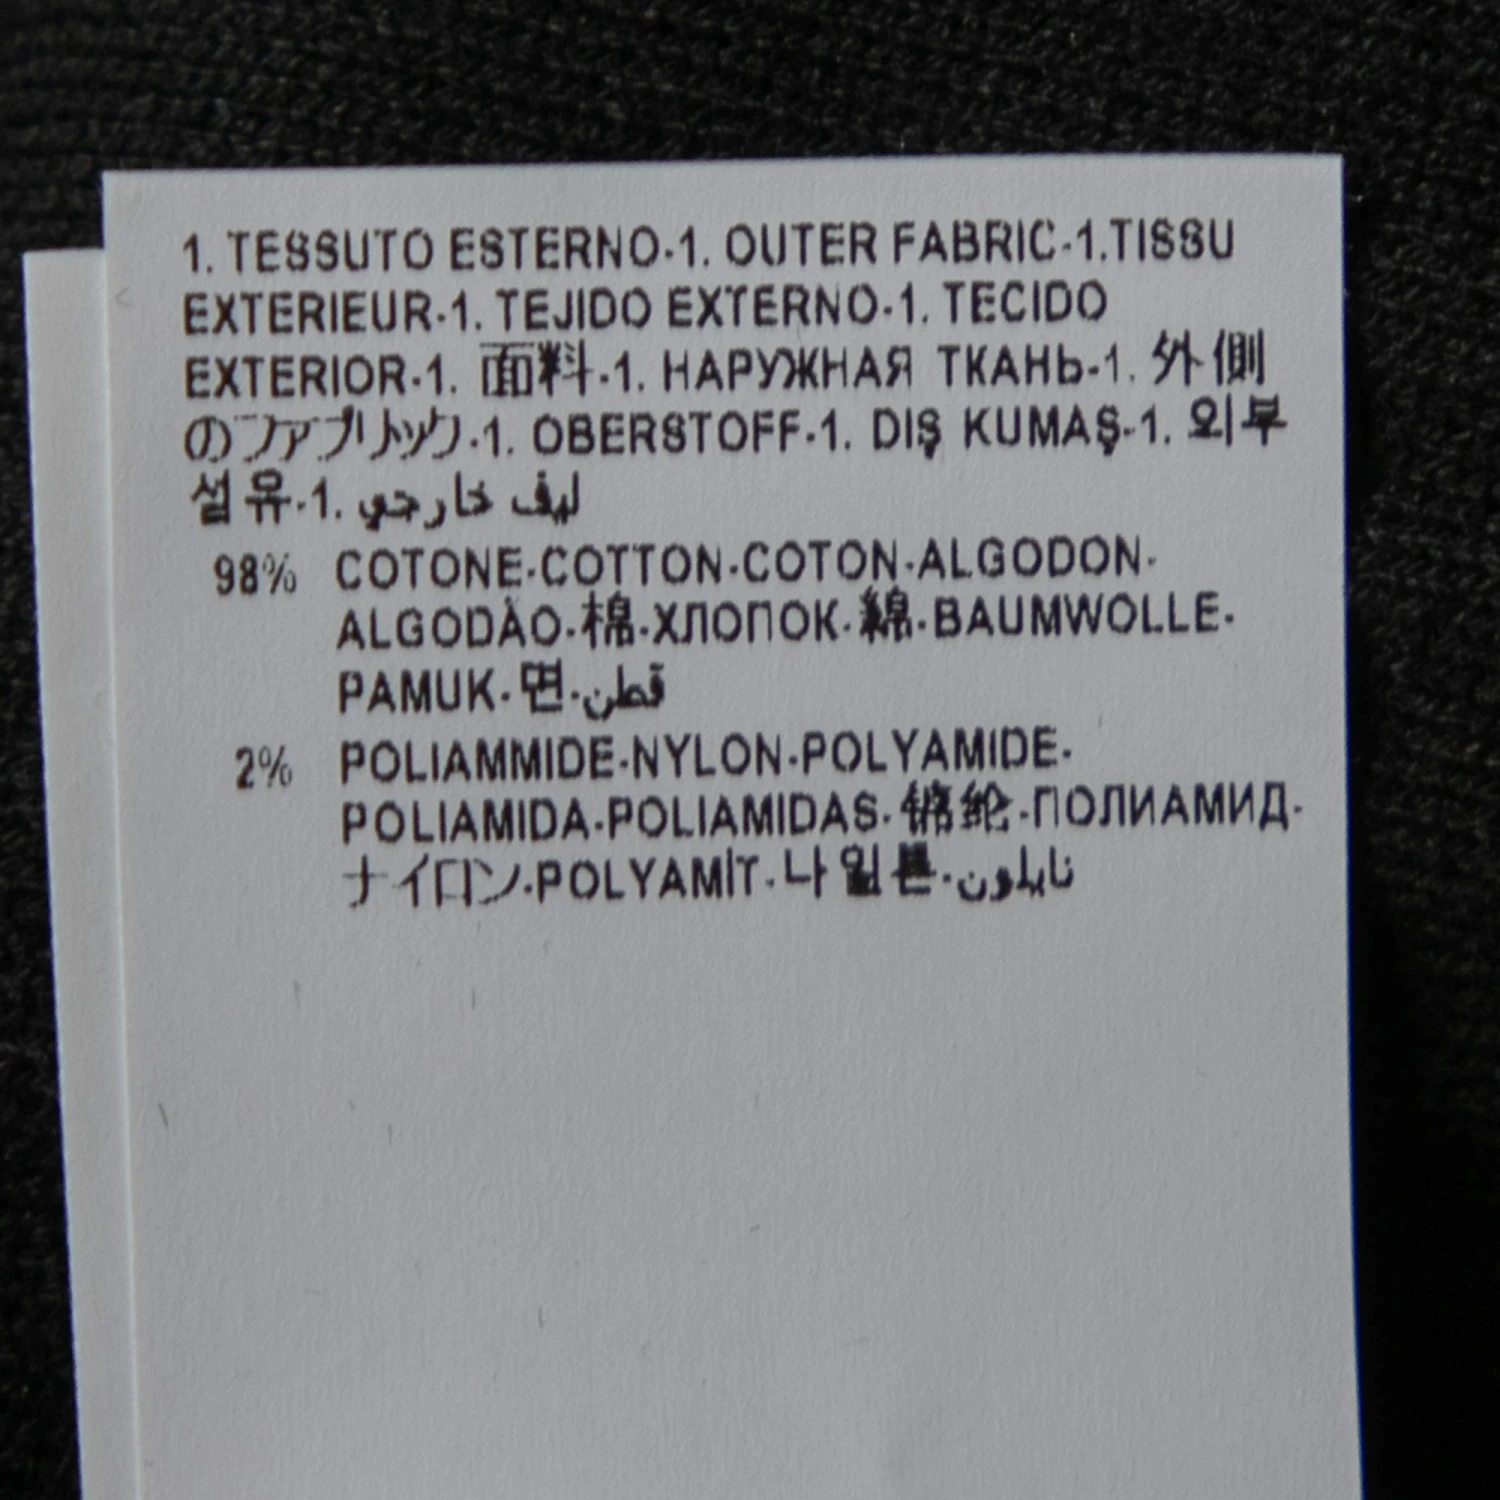 1. TESSUTO ESTERNO-1. OUTER FABRIC-1.TISSU
EXTERIEUR-1. TEJIDO EXTERNO-1. TECIDO
EXTERIOR-1. 面料-1. НАРУЖНАЯ ТКАНЬ-1. 外側
のファブリック-1. OBERSTOFF-1. DIŞ KUMAŞ-1. 외부
섬유-1. ليف خارجي
98% COTONE-COTTON-COTON-ALGODON-
ALGODÃO-棉-ХЛОПОК-綿-BAUMWOLLE-
PAMUK-면-قطن
2% POLIAMMIDE-NYLON-POLYAMIDE-
POLIAMIDA-POLIAMIDAS-锦纶-ПОЛИАМИД-
ナイロン-POLYAMİT-나일론-نايلون